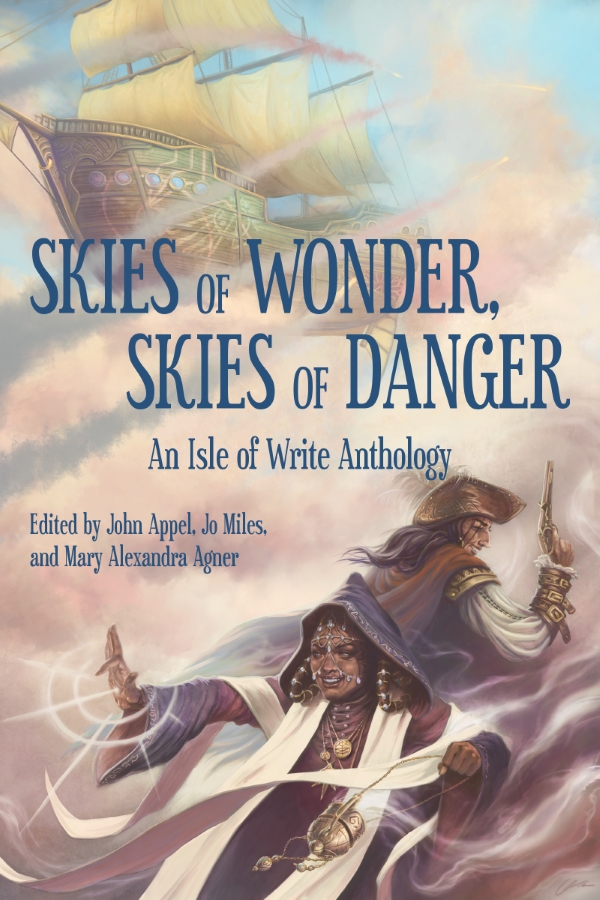 SKIES OF WONDER,
SKIES OF DANGER
An Isle of Write Anthology
Edited by John Appel, Jo Miles,
and Mary Alexandra Agner